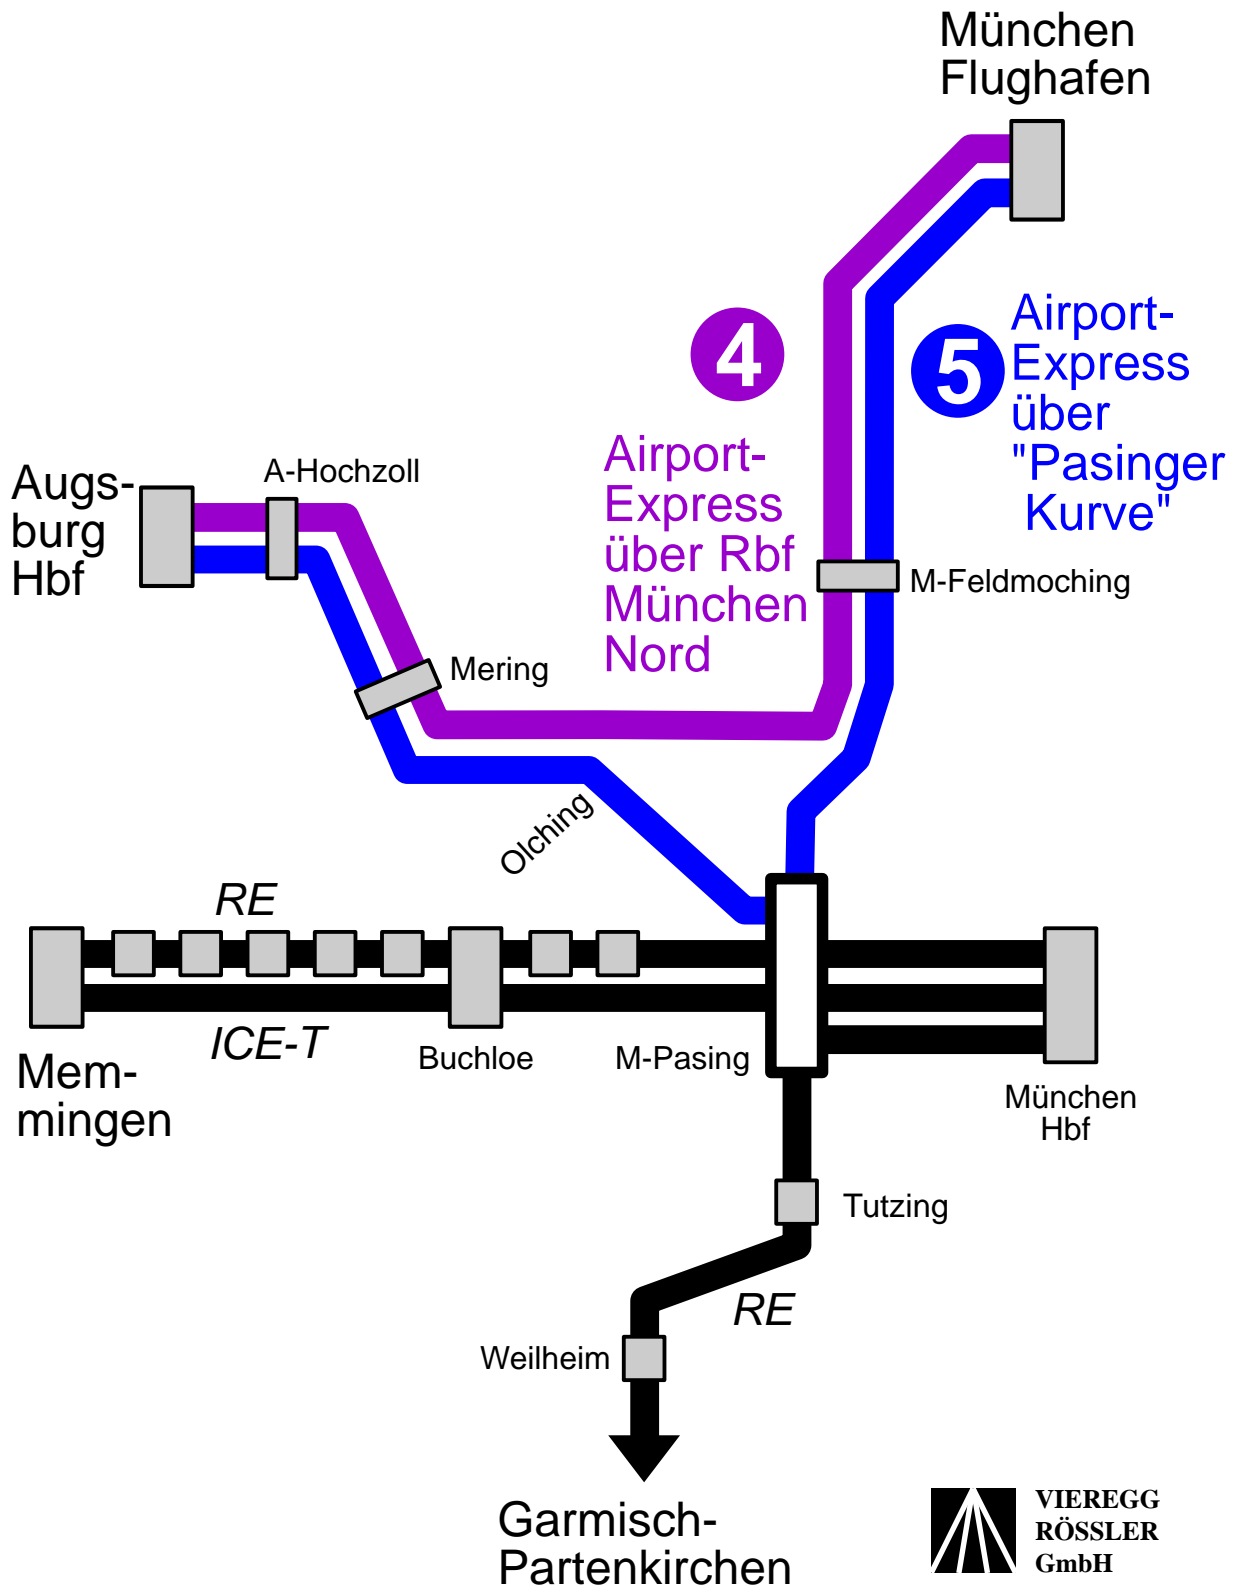 München
Flughafen
4
5
Airport-
Express
über
"Pasinger
Kurve"
Airport-
Express
über Rbf
München
Nord
Augs-
burg
Hbf
A-Hochzoll
M-Feldmoching
Mering
Olching
RE
ICE-T
Buchloe
M-Pasing
Mem-
mingen
München
Hbf
Tutzing
RE
Weilheim
Garmisch-
Partenkirchen
VIEREGG
RÖSSLER
GmbH